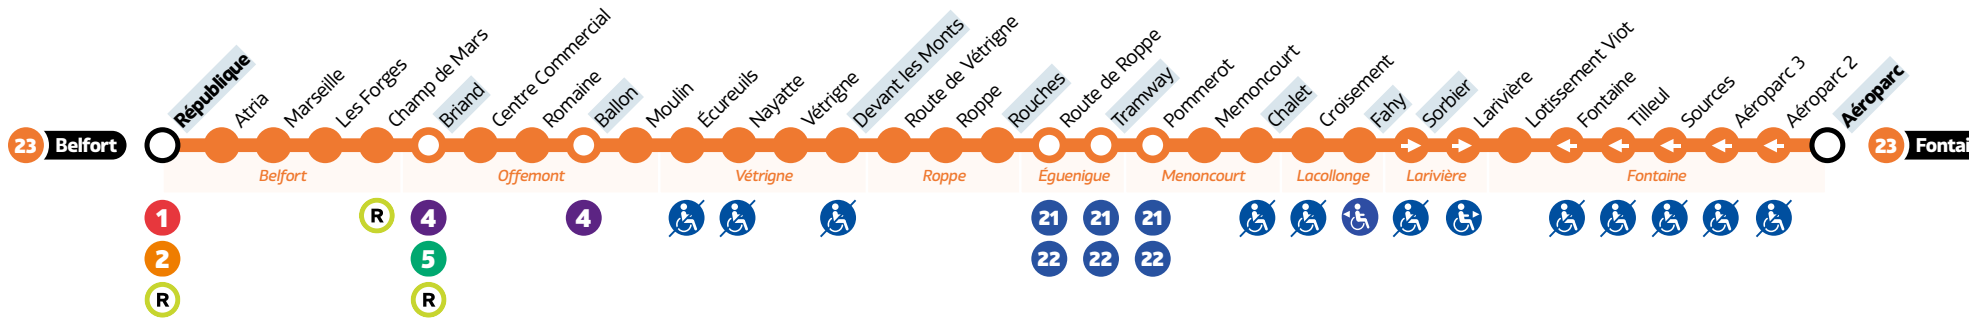 23 Belfort
République
Atria
Marseille
Les Forges
Champ de Mars
Briand
Centre Commercial
Romaine
Ballon
Moulin
Écureuils
Nayatte
Vétrigne
Devant les Monts
Route de Vétrigne
Roppe
Rouches
Route de Roppe
Tramway
Pommerot
Memoncourt
Chalet
Croisement
Fahy
Sorbier
Larivière
Lotissement Viot
Fontaine
Tilleul
Sources
Aéroparc 3
Aéroparc 2
Aéroparc
23 Fontai
Belfort
Offemont
Vétrigne
Roppe
Éguenigue
Menoncourt
Lacollonge
Larivière
Fontaine
1
2
R
R
4
5
R
4
21
22
21
22
21
22